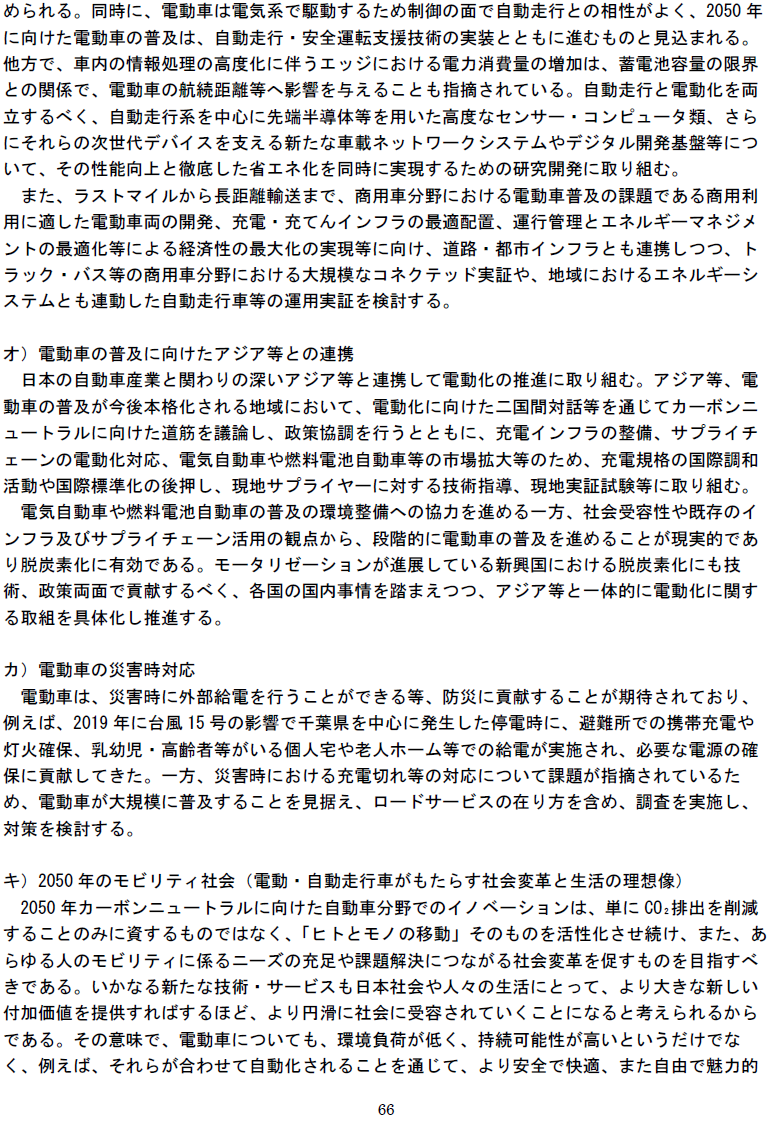 められる。同時に、電動車は電気系で駆動するため制御の面で自動走行との相性がよく、2050 年
に向けた電動車の普及は、自動走行・安全運転支援技術の実装とともに進むものと見込まれる。
他方で、車内の情報処理の高度化に伴うエッジにおける電力消費量の増加は、蓄電池容量の限界
との関係で、電動車の航続距離等へ影響を与えることも指摘されている。自動走行と電動化を両
立するべく、自動走行系を中心に先端半導体等を用いた高度なセンサー・コンピュータ類、さら
にそれらの次世代デバイスを支える新たな車載ネットワークシステムやデジタル開発基盤等につ
いて、その性能向上と徹底した省エネ化を同時に実現するための研究開発に取り組む。
また、ラストマイルから長距離輸送まで、商用車分野における電動車普及の課題である商用利
用に適した電動車両の開発、充電・充てんインフラの最適配置、運行管理とエネルギーマネジメ
ントの最適化等による経済性の最大化の実現等に向け、道路・都市インフラとも連携しつつ、ト
ラック・バス等の商用車分野における大規模なコネクテッド実証や、地域におけるエネルギーシ
ステムとも連動した自動走行車等の運用実証を検討する。
オ）電動車の普及に向けたアジア等との連携
日本の自動車産業と関わりの深いアジア等と連携して電動化の推進に取り組む。アジア等、電
動車の普及が今後本格化される地域において、電動化に向けた二国間対話等を通じてカーボンニ
ュートラルに向けた道筋を議論し、政策協調を行うとともに、充電インフラの整備、サプライチ
ェーンの電動化対応、電気自動車や燃料電池自動車等の市場拡大等のため、充電規格の国際調和
活動や国際標準化の後押し、現地サプライヤーに対する技術指導、現地実証試験等に取り組む。
電気自動車や燃料電池自動車の普及の環境整備への協力を進める一方、社会受容性や既存のイ
ンフラ及びサプライチェーン活用の観点から、段階的に電動車の普及を進めることが現実的であ
り脱炭素化に有効である。モータリゼーションが進展している新興国における脱炭素化にも技
術、政策両面で貢献するべく、各国の国内事情を踏まえつつ、アジア等と一体的に電動化に関す
る取組を具体化し推進する。
カ）電動車の災害時対応
電動車は、災害時に外部給電を行うことができる等、防災に貢献することが期待されており、
例えば、2019 年に台風 15 号の影響で千葉県を中心に発生した停電時に、避難所での携帯充電や
灯火確保、乳幼児・高齢者等がいる個人宅や老人ホーム等での給電が実施され、必要な電源の確
保に貢献してきた。一方、災害時における充電切れ等の対応について課題が指摘されているた
め、電動車が大規模に普及することを見据え、ロードサービスの在り方を含め、調査を実施し、
対策を検討する。
キ）2050 年のモビリティ社会（電動・自動走行車がもたらす社会変革と生活の理想像）
2050 年カーボンニュートラルに向けた自動車分野でのイノベーションは、単に CO₂排出を削減
することのみに資するものではなく、「ヒトとモノの移動」そのものを活性化させ続け、また、あ
らゆる人のモビリティに係るニーズの充足や課題解決につながる社会変革を促すものを目指すべ
きである。いかなる新たな技術・サービスも日本社会や人々の生活にとって、より大きな新しい
付加価値を提供すればするほど、より円滑に社会に受容されていくことになると考えられるから
である。その意味で、電動車についても、環境負荷が低く、持続可能性が高いというだけでな
く、例えば、それらが合わせて自動化されることを通じて、より安全で快適、また自由で魅力的
66